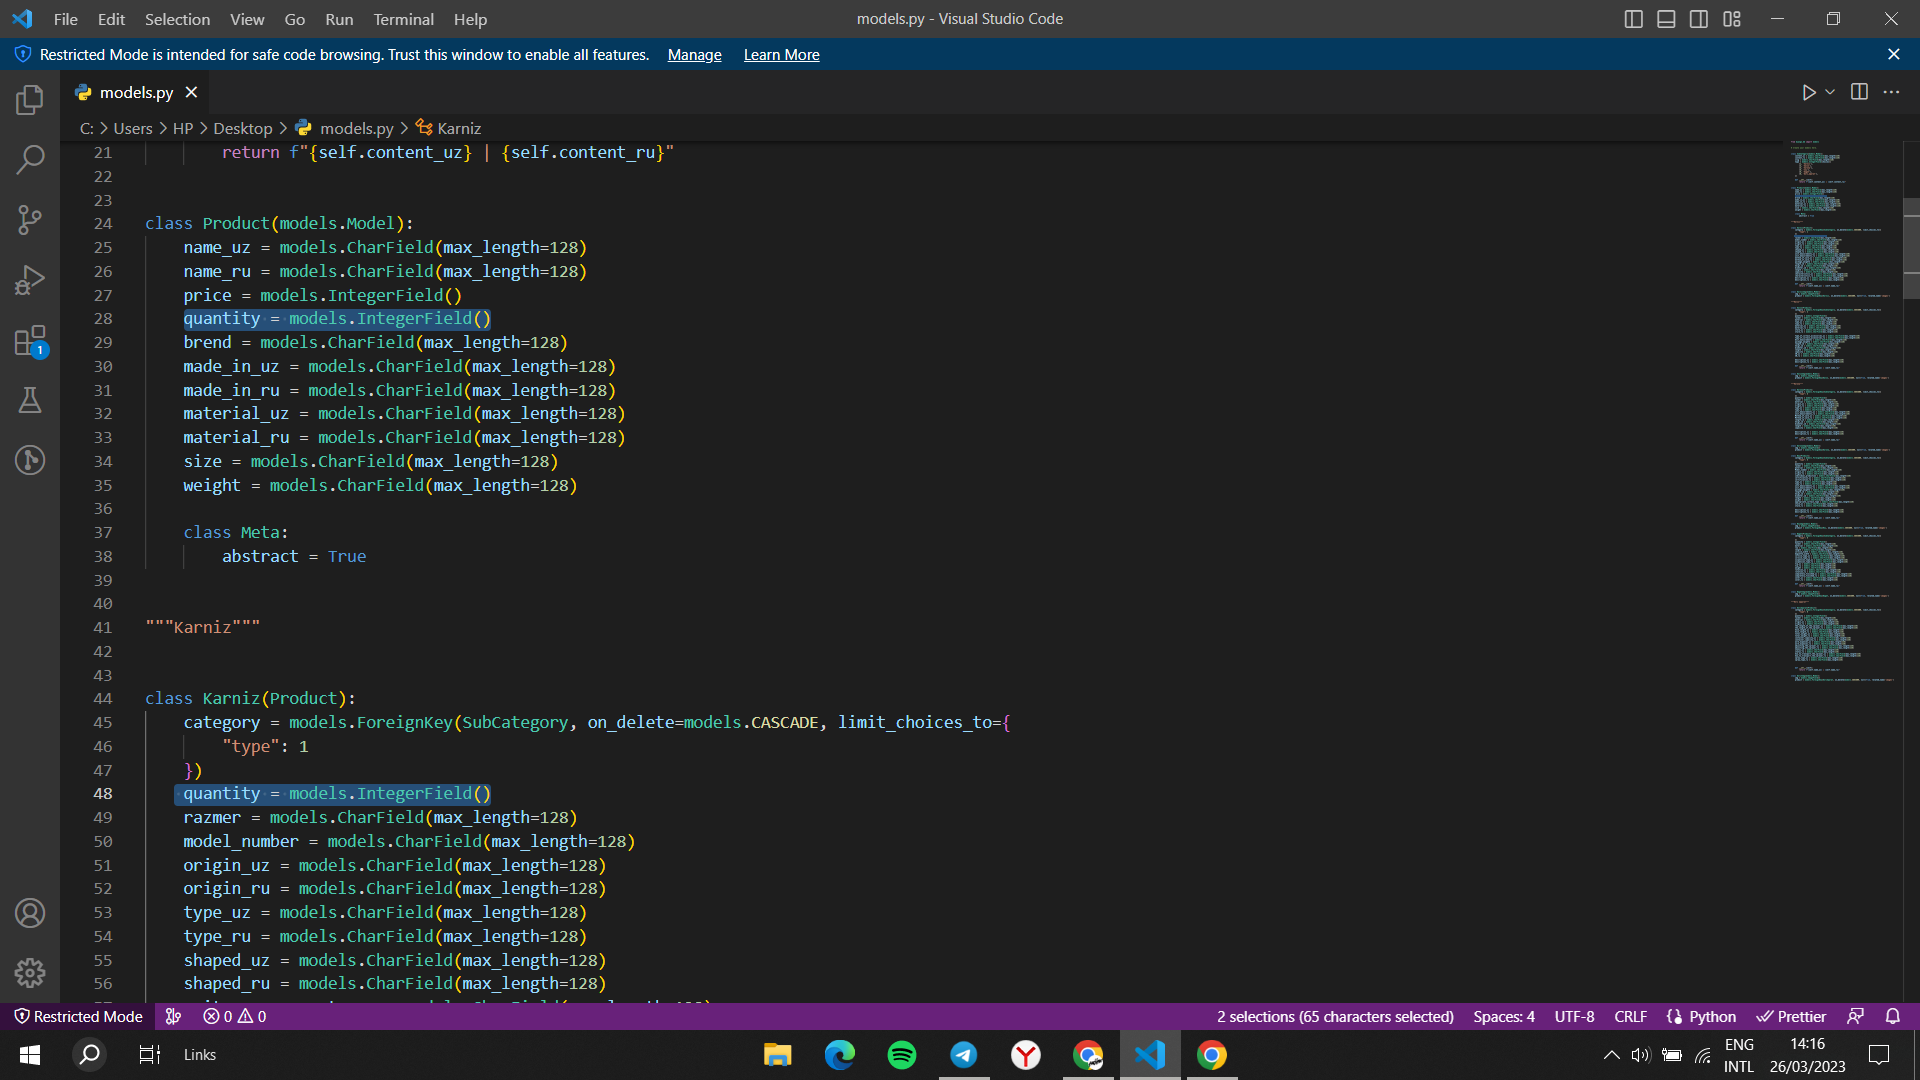 File Edit Selection View Go Run Terminal Help
models.py - Visual Studio Code
Restricted Mode is intended for safe code browsing. Trust this window to enable all features. Manage Learn More
models.py
C: > Users > HP > Desktop > models.py > Karniz
21 return f"{self.content_uz} | {self.content_ru}"
22
23
24 class Product(models.Model):
25 name_uz = models.CharField(max_length=128)
26 name_ru = models.CharField(max_length=128)
27 price = models.IntegerField()
28 quantity = models.IntegerField()
29 brend = models.CharField(max_length=128)
30 made_in_uz = models.CharField(max_length=128)
31 made_in_ru = models.CharField(max_length=128)
32 material_uz = models.CharField(max_length=128)
33 material_ru = models.CharField(max_length=128)
34 size = models.CharField(max_length=128)
35 weight = models.CharField(max_length=128)
36
37 class Meta:
38 abstract = True
39
40
41 """Karniz"""
42
43
44 class Karniz(Product):
45 category = models.ForeignKey(SubCategory, on_delete=models.CASCADE, limit_choices_to={
46 "type": 1
47 })
48 quantity = models.IntegerField()
49 razmer = models.CharField(max_length=128)
50 model_number = models.CharField(max_length=128)
51 origin_uz = models.CharField(max_length=128)
52 origin_ru = models.CharField(max_length=128)
53 type_uz = models.CharField(max_length=128)
54 type_ru = models.CharField(max_length=128)
55 shaped_uz = models.CharField(max_length=128)
56 shaped_ru = models.CharField(max_length=128)
1
Restricted Mode 0 0 2 selections (65 characters selected) Spaces: 4 UTF-8 CRLF Python Prettier
Links
ENG 14:16
INTL 26/03/2023